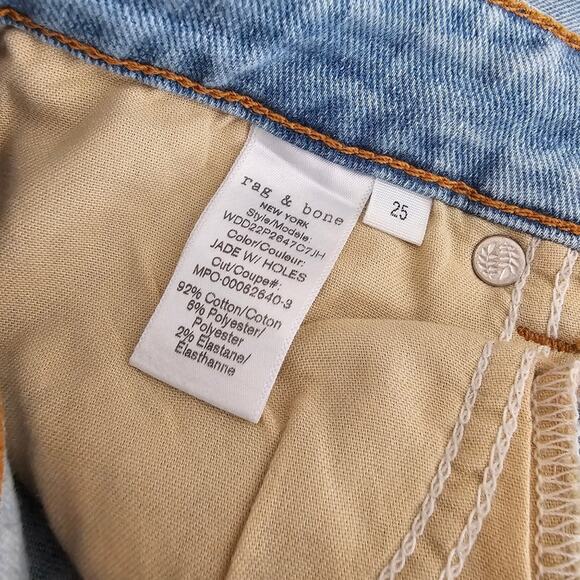 rag & bone
NEW YORK
Style/Modele:
WDD22P2647C7JH
Color/Couleur:
JADE W/ HOLES
Cut/Coupe#:
MPO-00062640-3
92% Cotton/Coton
6% Polyester/
Polyester
2% Elastane/
Elasthanne
25